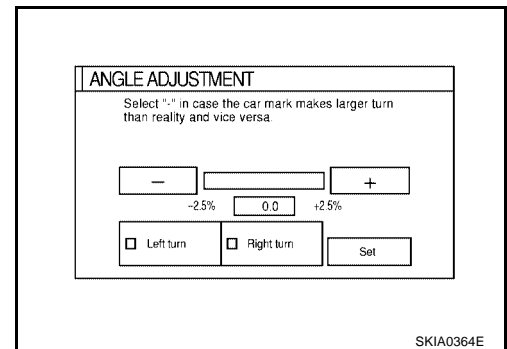 ANGLE ADJUSTMENT
Select "-" in case the car mark makes larger turn
than reality and vice versa.
− +
−2.5% 0.0 +2.5%
Left turn Right turn Set
SKIA0364E